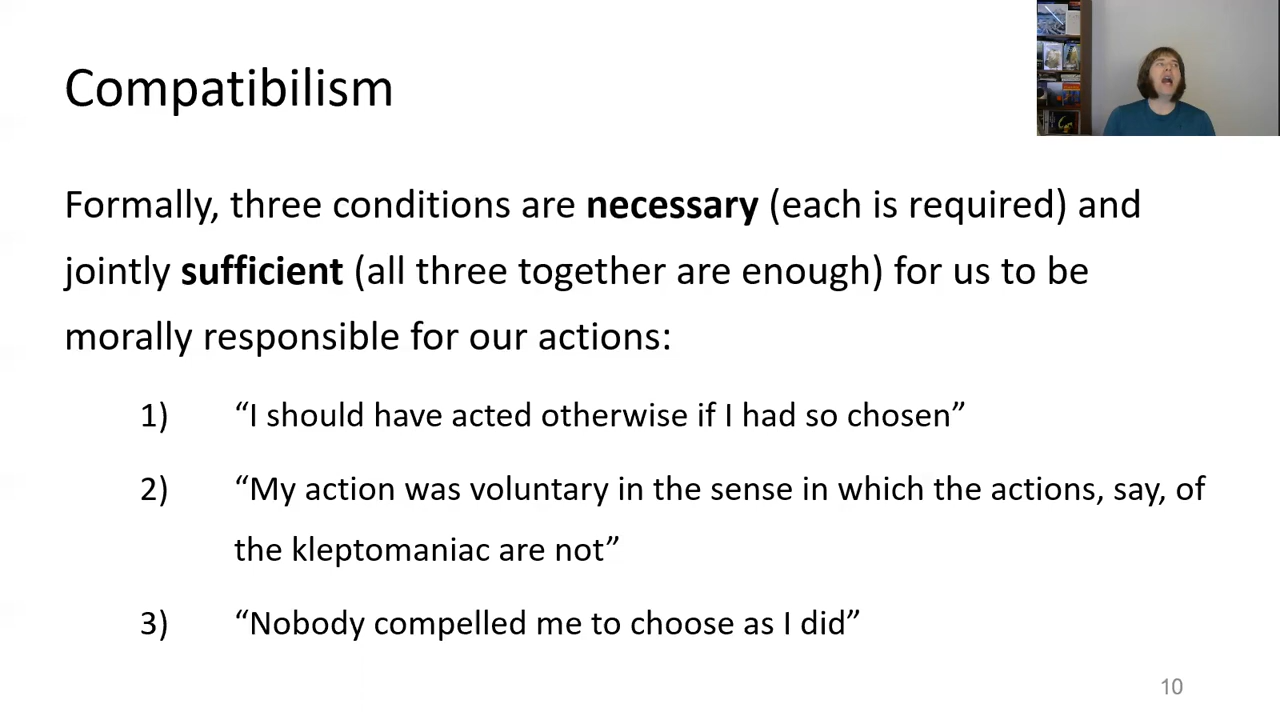 Compatibilism
Formally, three conditions are necessary (each is required) and
jointly sufficient (all three together are enough) for us to be
morally responsible for our actions:
1) “I should have acted otherwise if I had so chosen”
2) “My action was voluntary in the sense in which the actions, say, of
the kleptomaniac are not”
3) “Nobody compelled me to choose as I did”
10